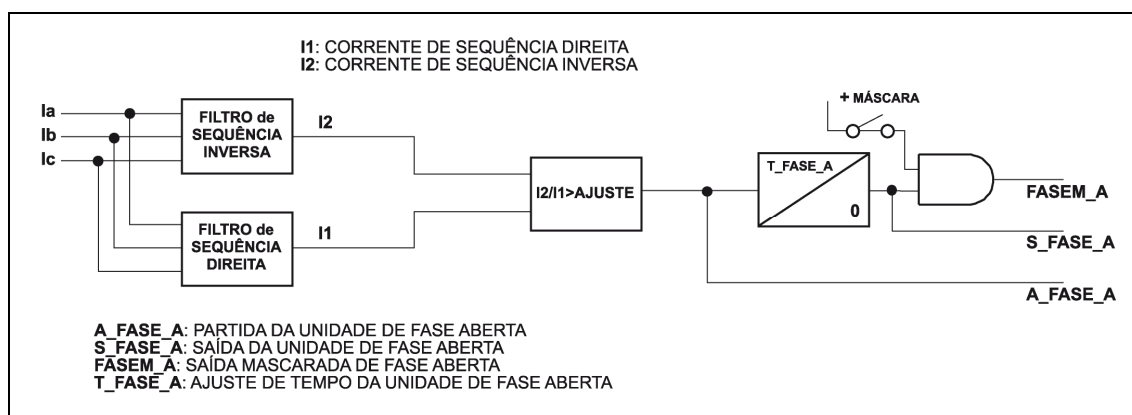 I1: CORRENTE DE SEQUÊNCIA DIREITA
I2: CORRENTE DE SEQUÊNCIA INVERSA
Ia
Ib
Ic
FILTRO de
SEQUÊNCIA
INVERSA
I2
FILTRO de
SEQUÊNCIA
DIREITA
I1
I2/I1>AJUSTE
+ MÁSCARA
T_FASE_A
0
FASEM_A
S_FASE_A
A_FASE_A
A_FASE_A: PARTIDA DA UNIDADE DE FASE ABERTA
S_FASE_A: SAÍDA DA UNIDADE DE FASE ABERTA
FASEM_A: SAÍDA MASCARADA DE FASE ABERTA
T_FASE_A: AJUSTE DE TEMPO DA UNIDADE DE FASE ABERTA